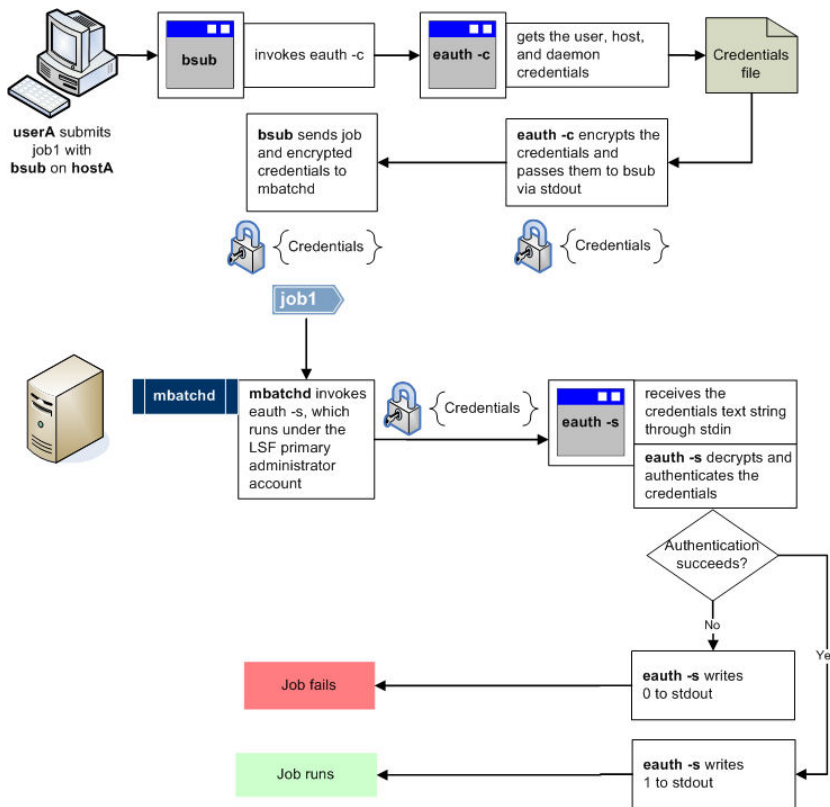 bsub
invokes eauth -c
eauth -c
gets the user, host,
and daemon
credentials
Credentials
file
userA submits
job1 with
bsub on hostA
bsub sends job
and encrypted
credentials to
mbatchd
eauth -c encrypts the
credentials and
passes them to bsub
via stdout
Credentials
Credentials
job1
mbatchd
mbatchd invokes
eauth -s, which
runs under the
LSF primary
administrator
account
Credentials
eauth -s
receives the
credentials text string
through stdin
eauth -s decrypts and
authenticates the
credentials
Authentication
succeeds?
No
Ye
Job fails
eauth -s writes
0 to stdout
Job runs
eauth -s writes
1 to stdout